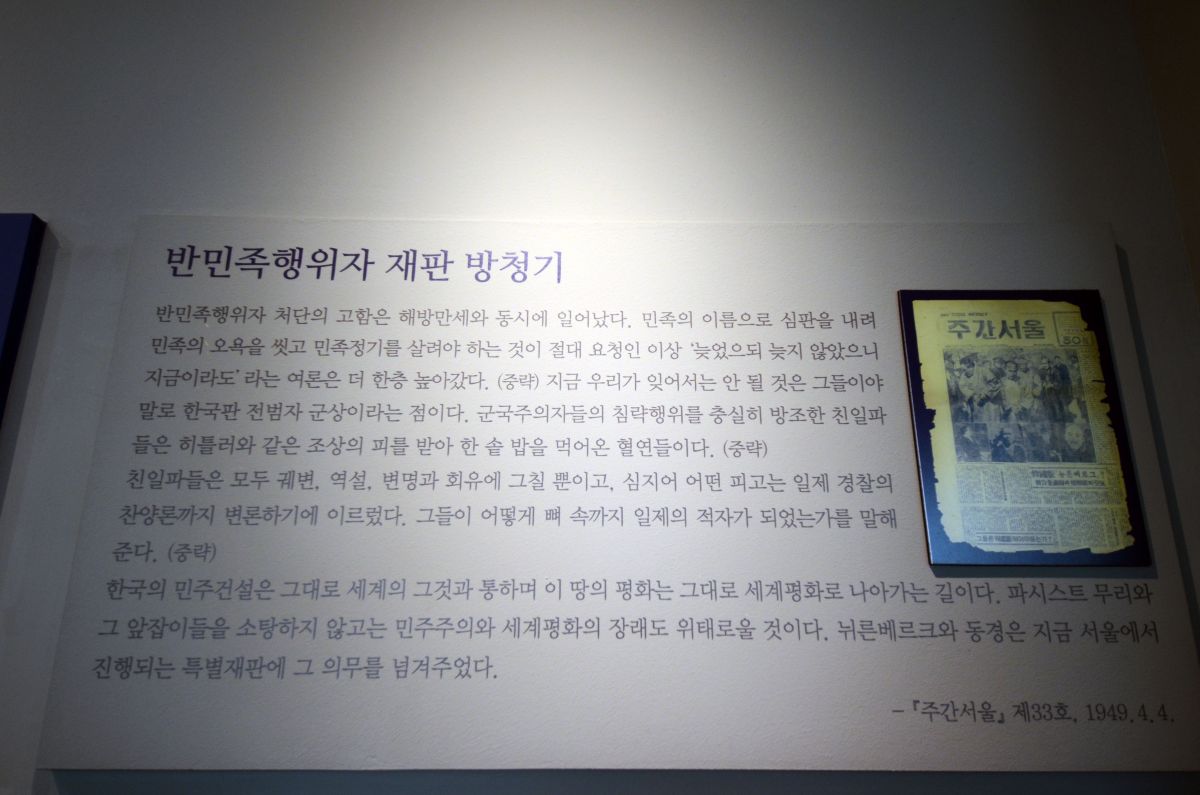 반민족행위자 재판 방청기
반민족행위자 처단의 고함은 해방만세와 동시에 일어났다. 민족의 이름으로 심판을 내려
민족의 오욕을 씻고 민족정기를 살려야 하는 것이 절대 요청인 이상 ‘늦었으되 늦지 않았으니
지금이라도’라는 여론은 더 한층 높아갔다. (중략) 지금 우리가 잊어서는 안 될 것은 그들이야
말로 한국판 전범자 군상이라는 점이다. 군국주의자들의 침략행위를 충실히 방조한 친일파
들은 히틀러와 같은 조상의 피를 받아 한 솥 밥을 먹어온 혈연들이다. (중략)
친일파들은 모두 궤변, 역설, 변명과 회유에 그칠 뿐이고, 심지어 어떤 피고는 일제 경찰의
찬양론까지 변론하기에 이르렀다. 그들이 어떻게 뼈 속까지 일제의 적자가 되었는가를 말해
준다. (중략)
한국의 민주건설은 그대로 세계의 그것과 통하며 이 땅의 평화는 그대로 세계평화로 나아가는 길이다. 파시스트 무리와
그 앞잡이들을 소탕하지 않고는 민주주의와 세계평화의 장래도 위태로울 것이다. 뉘른베르크와 동경은 지금 서울에서
진행되는 특별재판에 그 의무를 넘겨주었다.
–『주간서울』 제33호, 1949. 4. 4.
주간서울